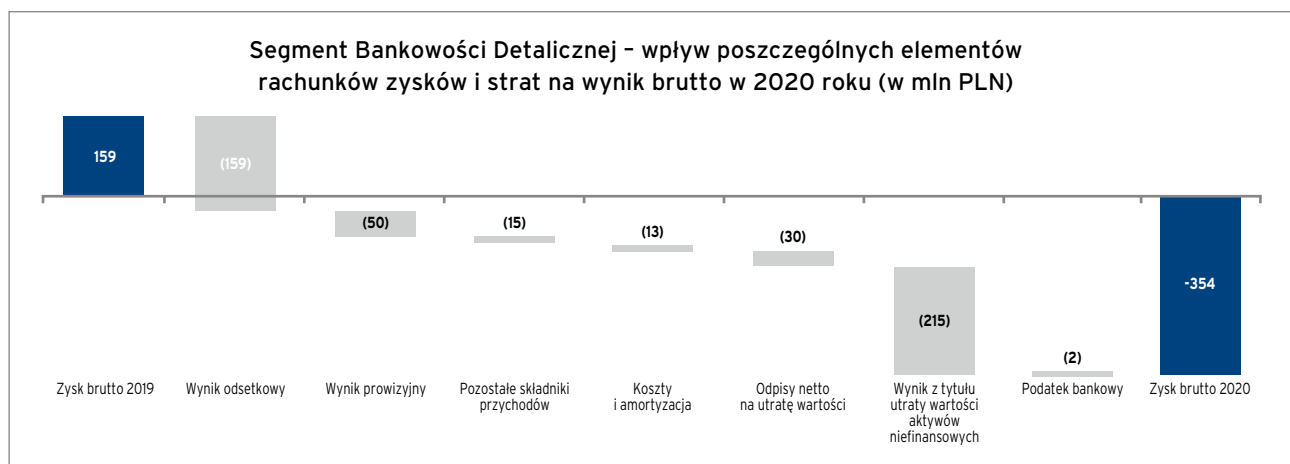 Segment Bankowości Detalicznej – wpływ poszczególnych elementów
rachunków zysków i strat na wynik brutto w 2020 roku (w mln PLN)
159
(159)
(50)
(15)
(13)
(30)
(215)
(2)
-354
Zysk brutto 2019
Wynik odsetkowy
Wynik prowizyjny
Pozostałe składniki
przychodów
Koszty
i amortyzacja
Odpisy netto
na utratę wartości
Wynik z tytułu
utraty wartości
aktywów
niefinansowych
Podatek bankowy
Zysk brutto 2020